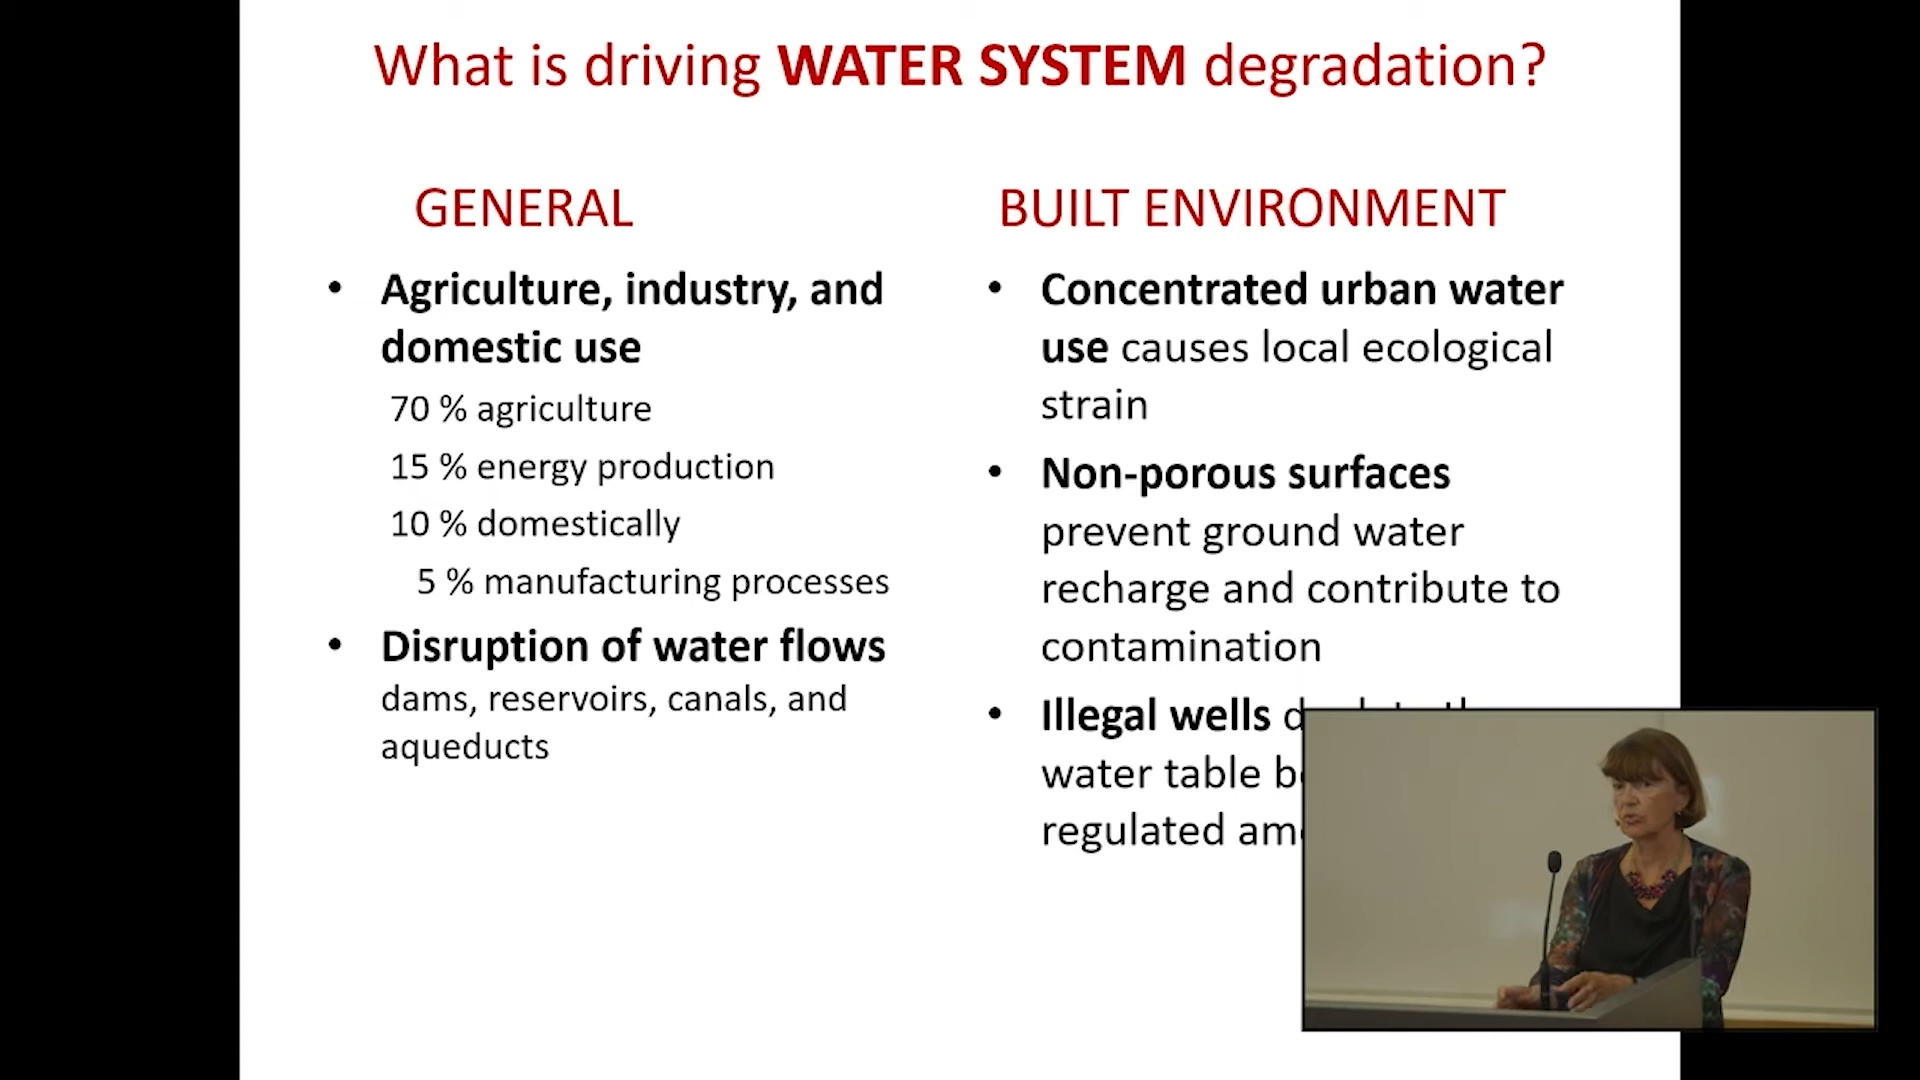 What is driving WATER SYSTEM degradation?
GENERAL
• Agriculture, industry, and
domestic use
70 % agriculture
15 % energy production
10 % domestically
5 % manufacturing processes
• Disruption of water flows
dams, reservoirs, canals, and
aqueducts
BUILT ENVIRONMENT
• Concentrated urban water
use causes local ecological
strain
• Non-porous surfaces
prevent ground water
recharge and contribute to
contamination
• Illegal wells
water table
regulated